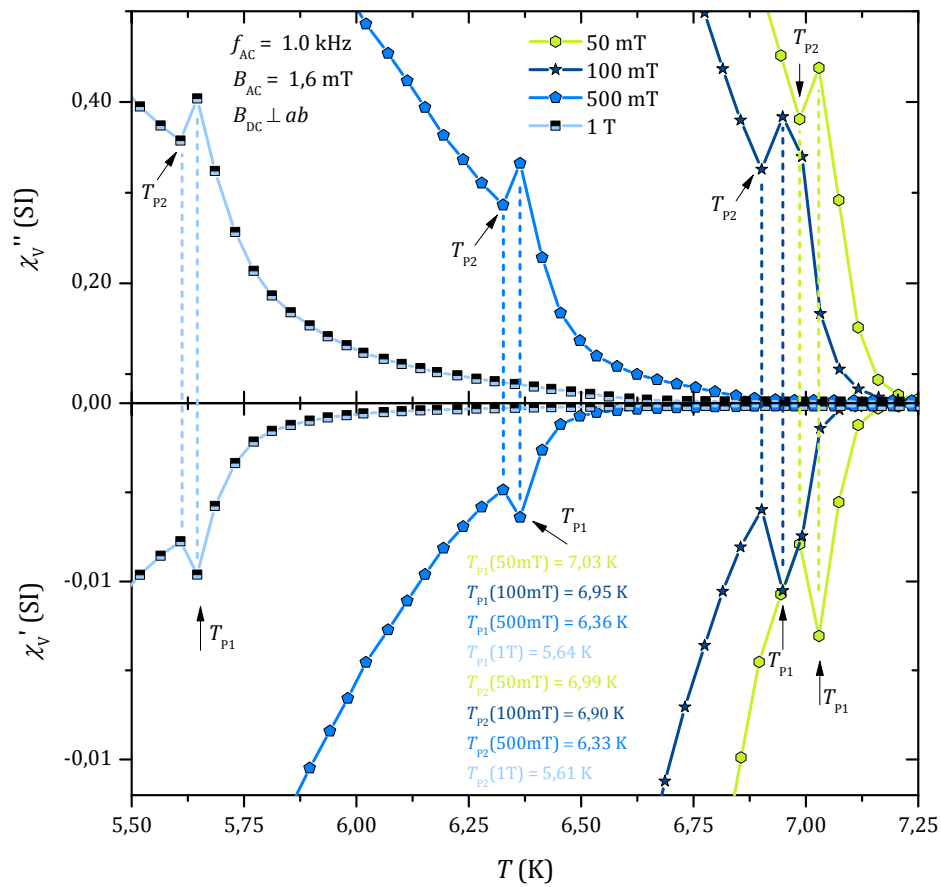 f_AC = 1.0 kHz
B_AC = 1,6 mT
B_DC ⊥ ab
50 mT
100 mT
500 mT
1 T
T_P2
T_P2
T_P2
T_P2
0,40
0,20
0,00
-0,01
-0,01
χ_V'' (SI)
χ_V' (SI)
T_P1
T_P1
T_P1
T_P1
T_P1(50mT) = 7,03 K
T_P1(100mT) = 6,95 K
T_P1(500mT) = 6,36 K
T_P1(1T) = 5,64 K
T_P2(50mT) = 6,99 K
T_P2(100mT) = 6,90 K
T_P2(500mT) = 6,33 K
T_P2(1T) = 5,61 K
5,50 5,75 6,00 6,25 6,50 6,75 7,00 7,25
T (K)